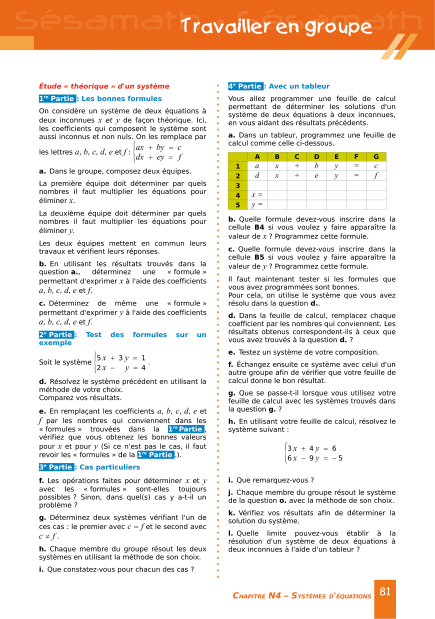 Sésamath Sésamath
Travailler en groupe
Étude « théorique » d'un système
1re Partie : Les bonnes formules
On considère un système de deux équations à
deux inconnues x et y de façon théorique. Ici,
les coefficients qui composent le système sont
aussi inconnus et non nuls. On les remplace par
les lettres a, b, c, d, e et f : { ax + by = c
dx + ey = f
a. Dans le groupe, composez deux équipes.
La première équipe doit déterminer par quels
nombres il faut multiplier les équations pour
éliminer x.
La deuxième équipe doit déterminer par quels
nombres il faut multiplier les équations pour
éliminer y.
Les deux équipes mettent en commun leurs
travaux et vérifient leurs réponses.
b. En utilisant les résultats trouvés dans la
question a., déterminez une « formule »
permettant d'exprimer x à l'aide des coefficients
a, b, c, d, e et f.
c. Déterminez de même une « formule »
permettant d'exprimer y à l'aide des coefficients
a, b, c, d, e et f.
2e Partie : Test des formules sur un
exemple
Soit le système { 5x + 3y = 1
2x − y = 4 .
d. Résolvez le système précédent en utilisant la
méthode de votre choix.
Comparez vos résultats.
e. En remplaçant les coefficients a, b, c, d, e et
f par les nombres qui conviennent dans les
« formules » trouvées dans la 1re Partie,
vérifiez que vous obtenez les bonnes valeurs
pour x et pour y (Si ce n'est pas le cas, il faut
revoir les « formules » de la 1re Partie.).
3e Partie : Cas particuliers
f. Les opérations faites pour déterminer x et y
avec les « formules » sont-elles toujours
possibles ? Sinon, dans quel(s) cas y a-t-il un
problème ?
g. Déterminez deux systèmes vérifiant l'un de
ces cas : le premier avec c = f et le second avec
c ≠ f .
h. Chaque membre du groupe résout les deux
systèmes en utilisant la méthode de son choix.
i. Que constatez-vous pour chacun des cas ?
4e Partie : Avec un tableur
Vous allez programmer une feuille de calcul
permettant de déterminer les solutions d'un
système de deux équations à deux inconnues,
en vous aidant des résultats précédents.
a. Dans un tableur, programmez une feuille de
calcul comme celle ci-dessous.
A B C D E F G
1 a x + b y = c
2 d x + e y = f
3
4 x =
5 y =
b. Quelle formule devez-vous inscrire dans la
cellule B4 si vous voulez y faire apparaître la
valeur de x ? Programmez cette formule.
c. Quelle formule devez-vous inscrire dans la
cellule B5 si vous voulez y faire apparaître la
valeur de y ? Programmez cette formule.
Il faut maintenant tester si les formules que
vous avez programmées sont bonnes.
Pour cela, on utilise le système que vous avez
résolu dans la question d..
d. Dans la feuille de calcul, remplacez chaque
coefficient par les nombres qui conviennent. Les
résultats obtenus correspondent-ils à ceux que
vous avez trouvés à la question d. ?
e. Testez un système de votre composition.
f. Échangez ensuite ce système avec celui d'un
autre groupe afin de vérifier que votre feuille de
calcul donne le bon résultat.
g. Que se passe-t-il lorsque vous utilisez votre
feuille de calcul avec les systèmes trouvés dans
la question g. ?
h. En utilisant votre feuille de calcul, résolvez le
système suivant :
{ 3x + 4y = 6
6x − 9y = −5
i. Que remarquez-vous ?
j. Chaque membre du groupe résout le système
de la question o. avec la méthode de son choix.
k. Vérifiez vos résultats afin de déterminer la
solution du système.
l. Quelle limite pouvez-vous établir à la
résolution d'un système de deux équations à
deux inconnues à l'aide d'un tableur ?
Chapitre N4 – Systèmes d'équations 81